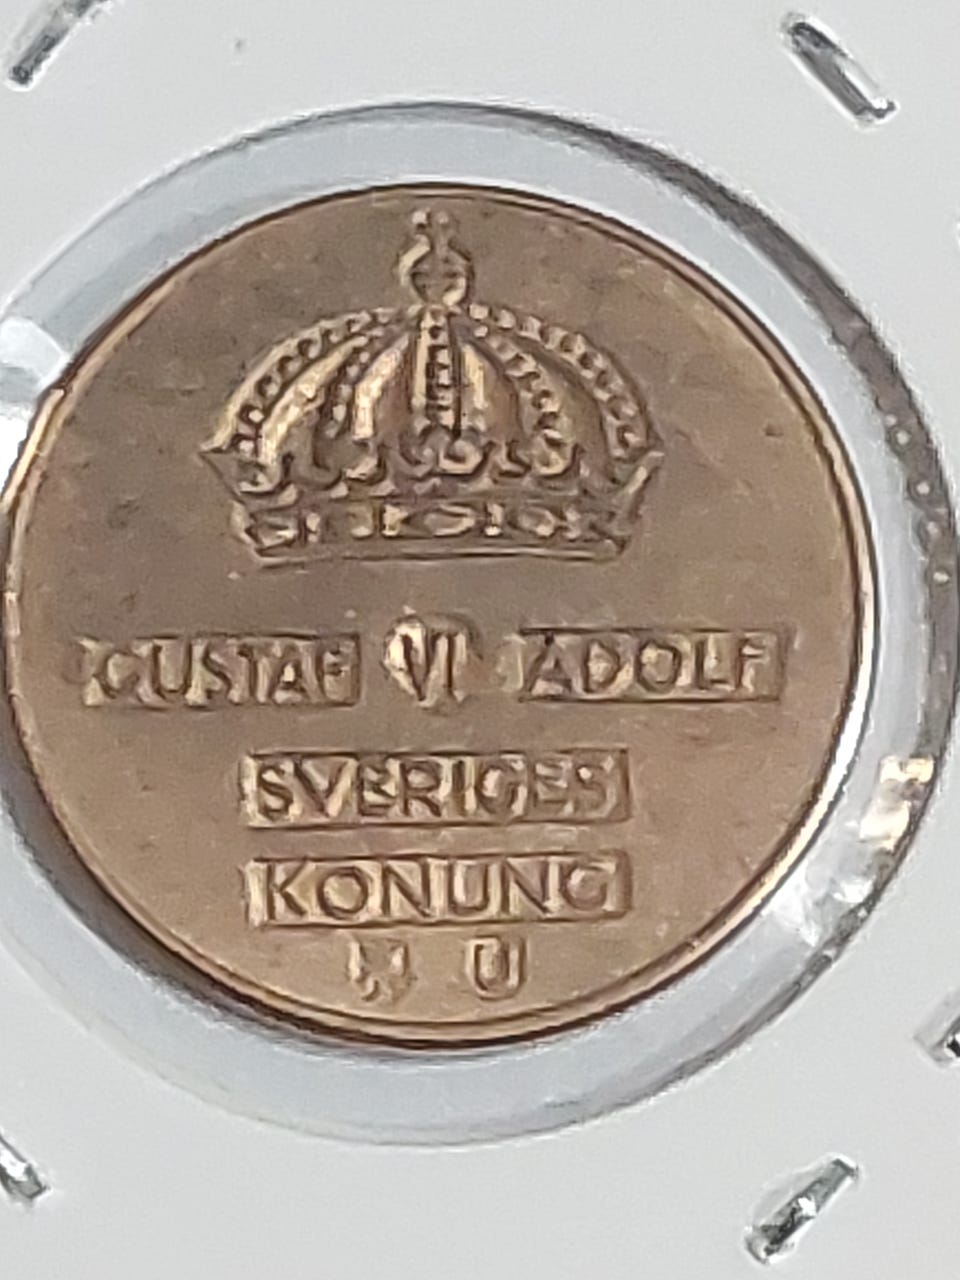 GUSTAF VI ADOLF
SVERIGES
KONUNG
U